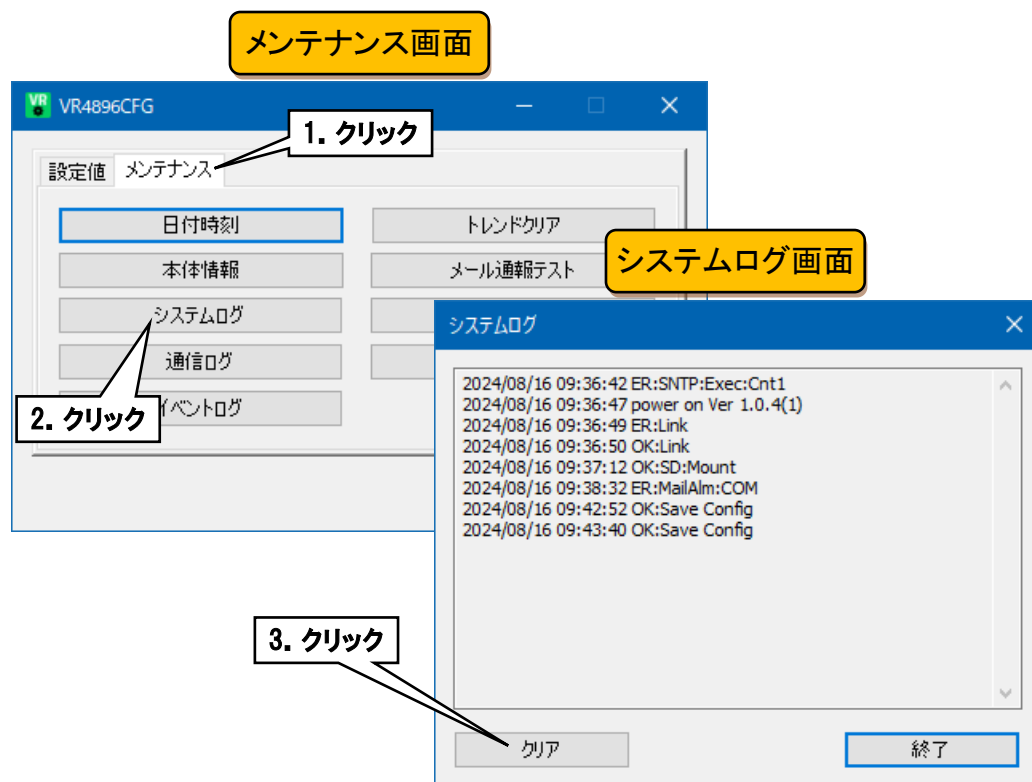 メンテナンス画面
VR
VR4896CFG
1. クリック
設定値
メンテナンス
日付時刻
トレンドクリア
本体情報
メール通報テスト
システムログ
通信ログ
イベントログ
2. クリック
システムログ画面
システムログ
2024/08/16 09:36:42 ER:SNTP:Exec:Cnt1
2024/08/16 09:36:47 power on Ver 1.0.4(1)
2024/08/16 09:36:49 ER:Link
2024/08/16 09:36:50 OK:Link
2024/08/16 09:37:12 OK:SD:Mount
2024/08/16 09:38:32 ER:MailAlm:COM
2024/08/16 09:42:52 OK:Save Config
2024/08/16 09:43:40 OK:Save Config
3. クリック
クリア
終了